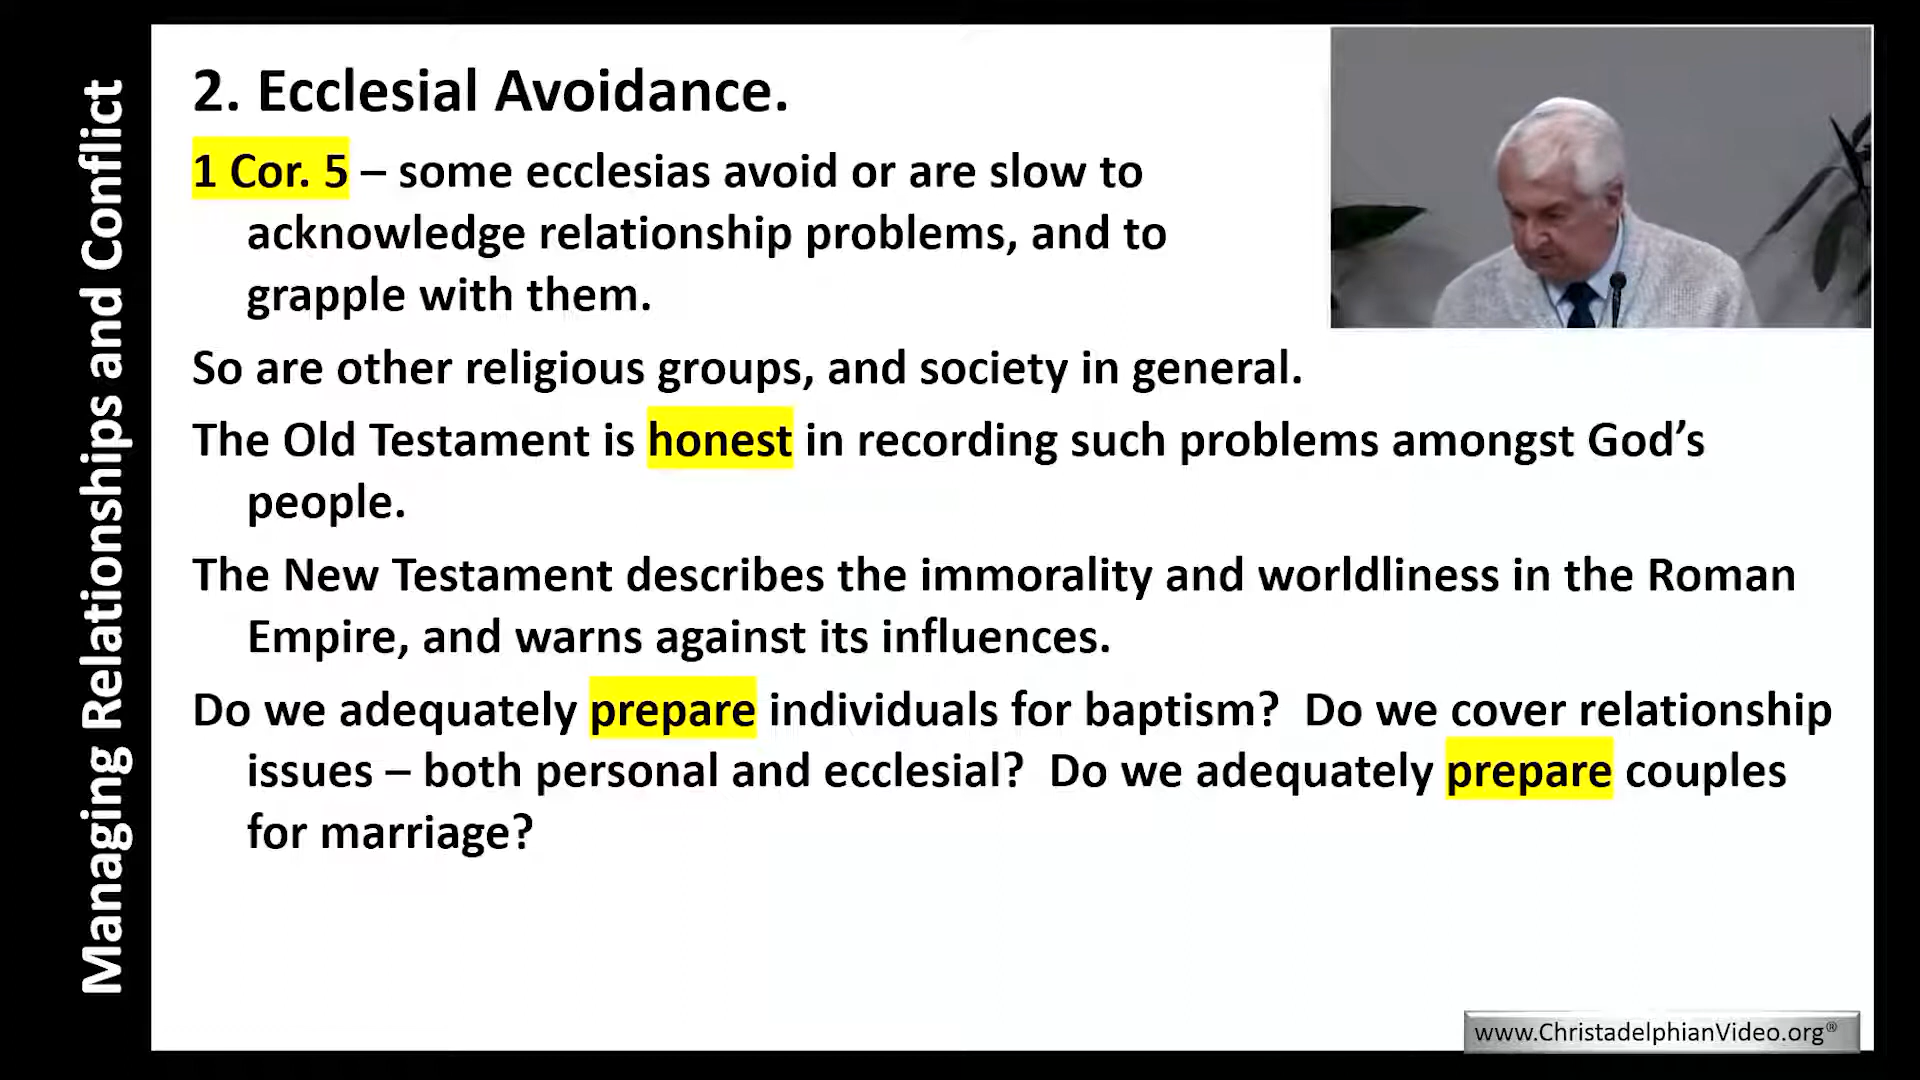 Managing Relationships and Conflict
2. Ecclesial Avoidance.
1 Cor. 5 – some ecclesias avoid or are slow to
acknowledge relationship problems, and to
grapple with them.
So are other religious groups, and society in general.
The Old Testament is honest in recording such problems amongst God’s
people.
The New Testament describes the immorality and worldliness in the Roman
Empire, and warns against its influences.
Do we adequately prepare individuals for baptism?  Do we cover relationship
issues – both personal and ecclesial?  Do we adequately prepare couples
for marriage?
www.ChristadelphianVideo.org®